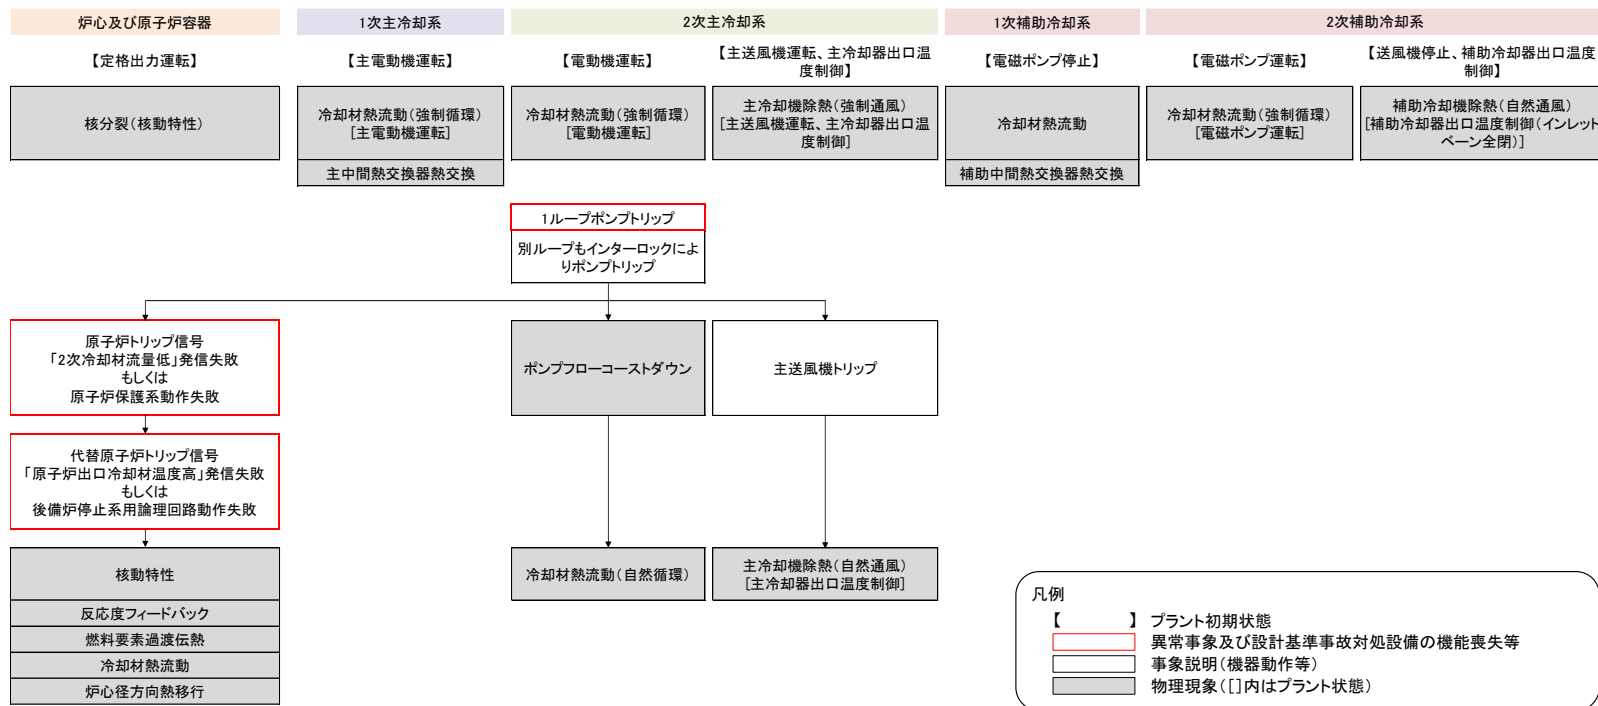 炉心及び原子炉容器
1次主冷却系
2次主冷却系
1次補助冷却系
2次補助冷却系
【定格出力運転】
【主電動機運転】
【電動機運転】
【主送風機運転、主冷却器出口温
度制御】
【電磁ポンプ停止】
【電磁ポンプ運転】
【送風機停止、補助冷却器出口温度
制御】
核分裂(核動特性)
冷却材熱流動(強制循環)
[主電動機運転]
冷却材熱流動(強制循環)
[電動機運転]
主冷却機除熱(強制通風)
[主送風機運転、主冷却器出口温
度制御]
冷却材熱流動
冷却材熱流動(強制循環)
[電磁ポンプ運転]
補助冷却機除熱(自然通風)
[補助冷却器出口温度制御(インレット
ベーン全閉)]
主中間熱交換器熱交換
補助中間熱交換器熱交換
1ループポンプトリップ
別ループもインターロックによ
りポンプトリップ
原子炉トリップ信号
「2次冷却材流量低」発信失敗
もしくは
原子炉保護系動作失敗
ポンプフローコーストダウン
主送風機トリップ
代替原子炉トリップ信号
「原子炉出口冷却材温度高」発信失敗
もしくは
後備炉停止系用論理回路動作失敗
核動特性
冷却材熱流動(自然循環)
主冷却機除熱(自然通風)
[主冷却器出口温度制御]
反応度フィードバック
燃料要素過渡伝熱
冷却材熱流動
炉心径方向熱移行
凡例
【 】 プラント初期状態
異常事象及び設計基準事故対処設備の機能喪失等
事象説明(機器動作等)
物理現象([]内はプラント状態)